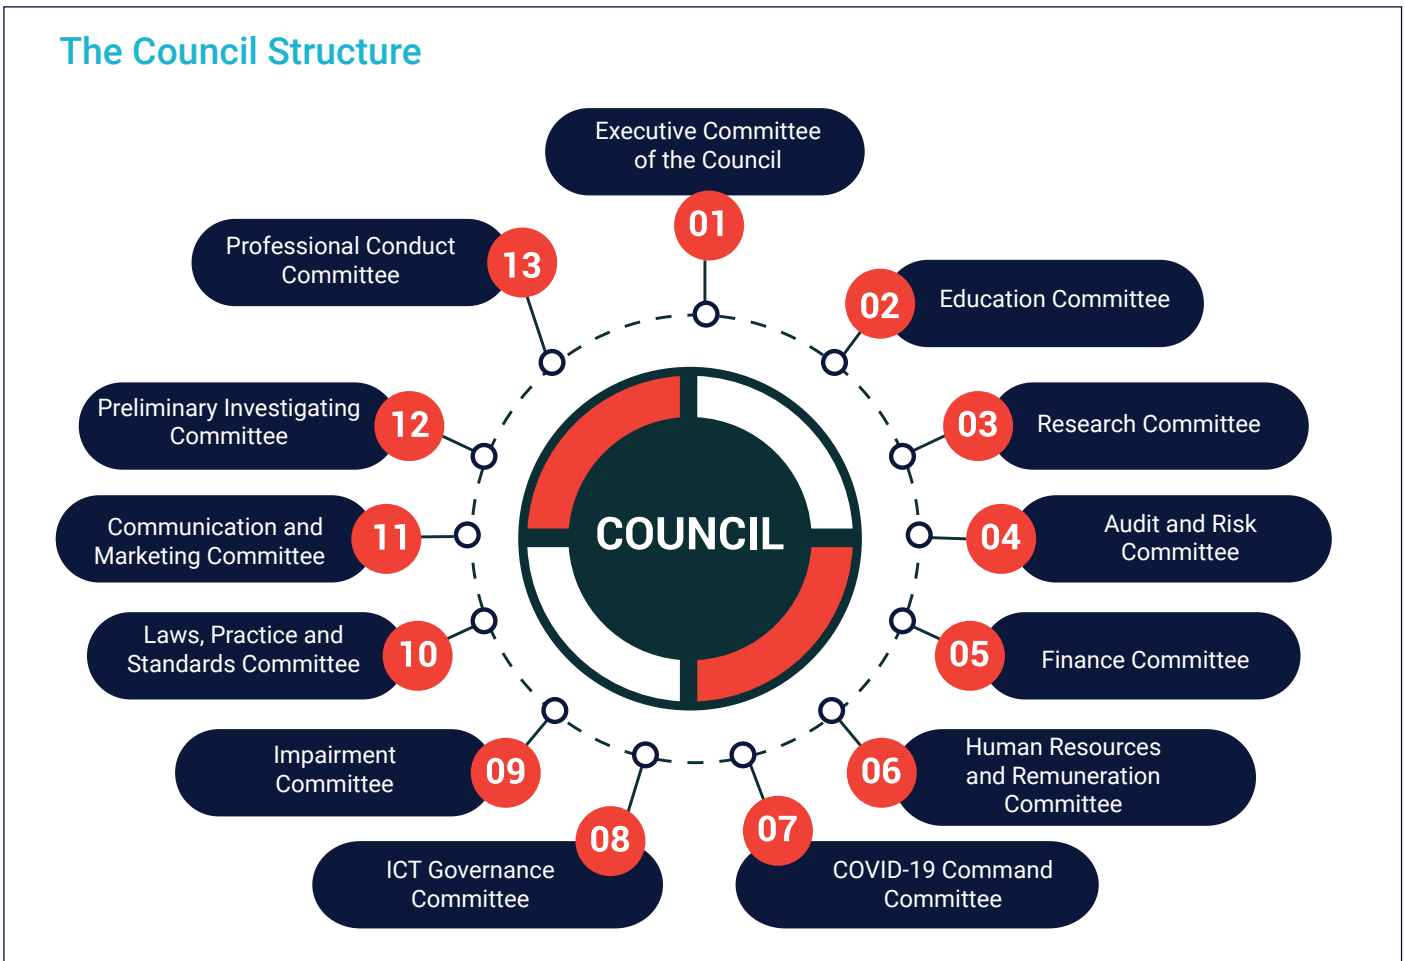 The Council Structure
Executive Committee
of the Council
01
02
Education Committee
03
Research Committee
04
Audit and Risk
Committee
05
Finance Committee
06
Human Resources
and Remuneration
Committee
07
COVID-19 Command
Committee
08
ICT Governance
Committee
09
Impairment
Committee
10
Laws, Practice and
Standards Committee
11
Communication and
Marketing Committee
12
Preliminary Investigating
Committee
13
Professional Conduct
Committee
COUNCIL